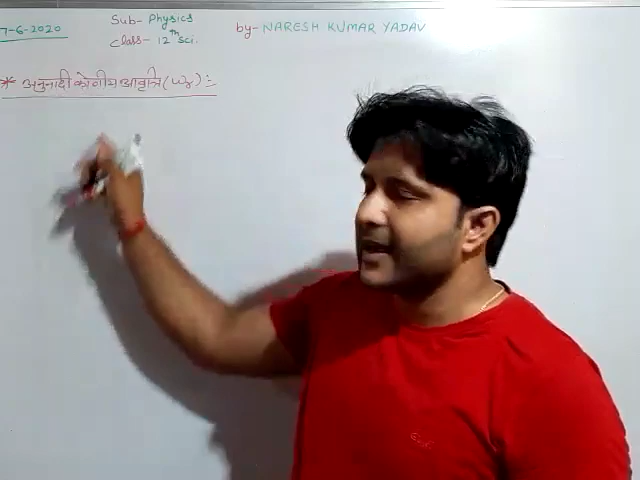 7-6-2020
Sub- Physics
Class- 12th sci.
by- NARESH KUMAR YADAV
* अनुनादी कोणीय आवृत्ति (ωr) :-